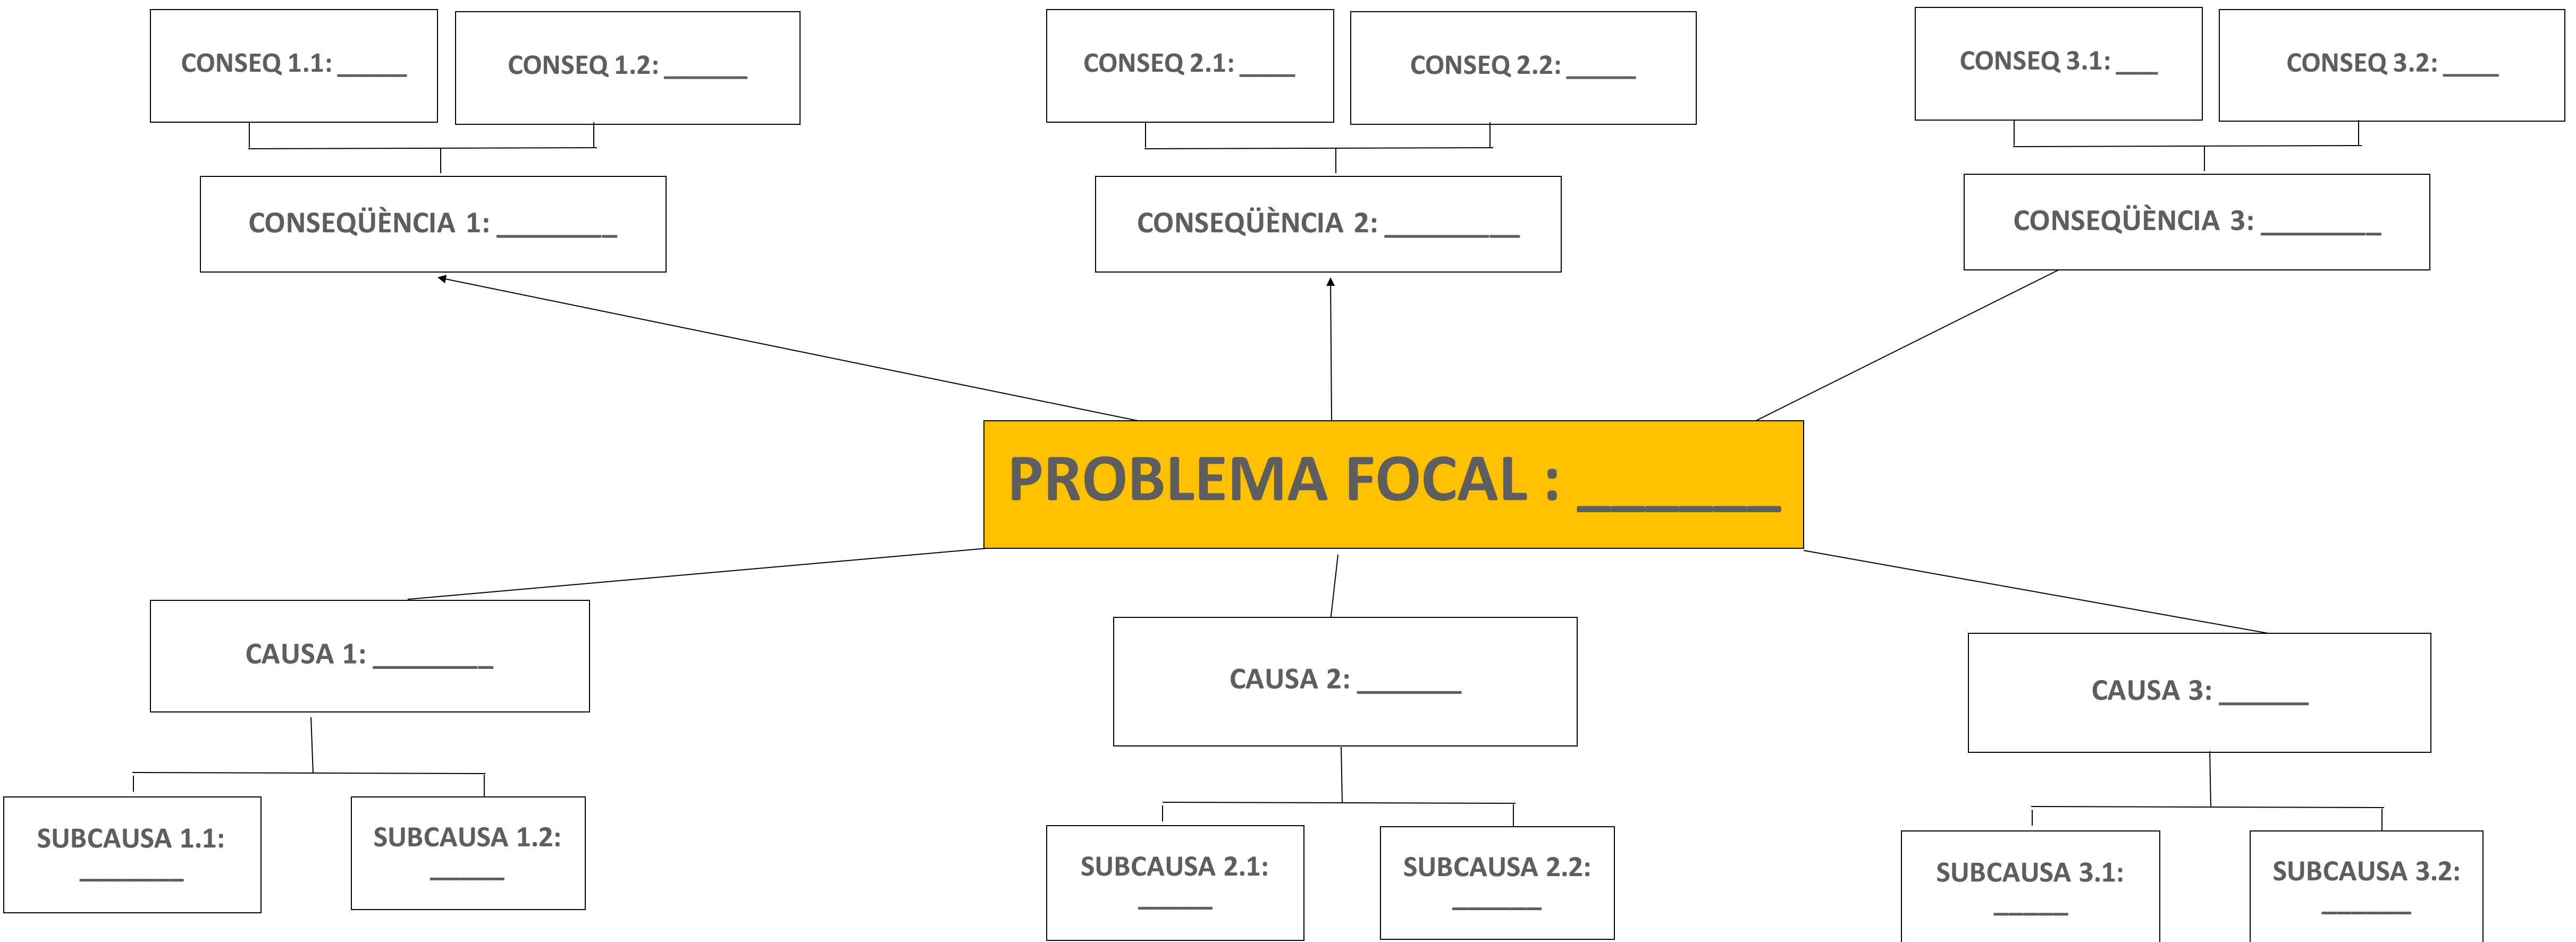 CONSEQ 1.1: _____
CONSEQ 1.2: ______
CONSEQ 2.1: ____
CONSEQ 2.2: _____
CONSEQ 3.1: ___
CONSEQ 3.2: ____
CONSEQÜÈNCIA 1: ________
CONSEQÜÈNCIA 2: _________
CONSEQÜÈNCIA 3: ________
PROBLEMA FOCAL : ______
CAUSA 1: ________
CAUSA 2: _______
CAUSA 3: ______
SUBCAUSA 1.1:
_______
SUBCAUSA 1.2:
_____
SUBCAUSA 2.1:
_____
SUBCAUSA 2.2:
______
SUBCAUSA 3.1:
_____
SUBCAUSA 3.2:
______